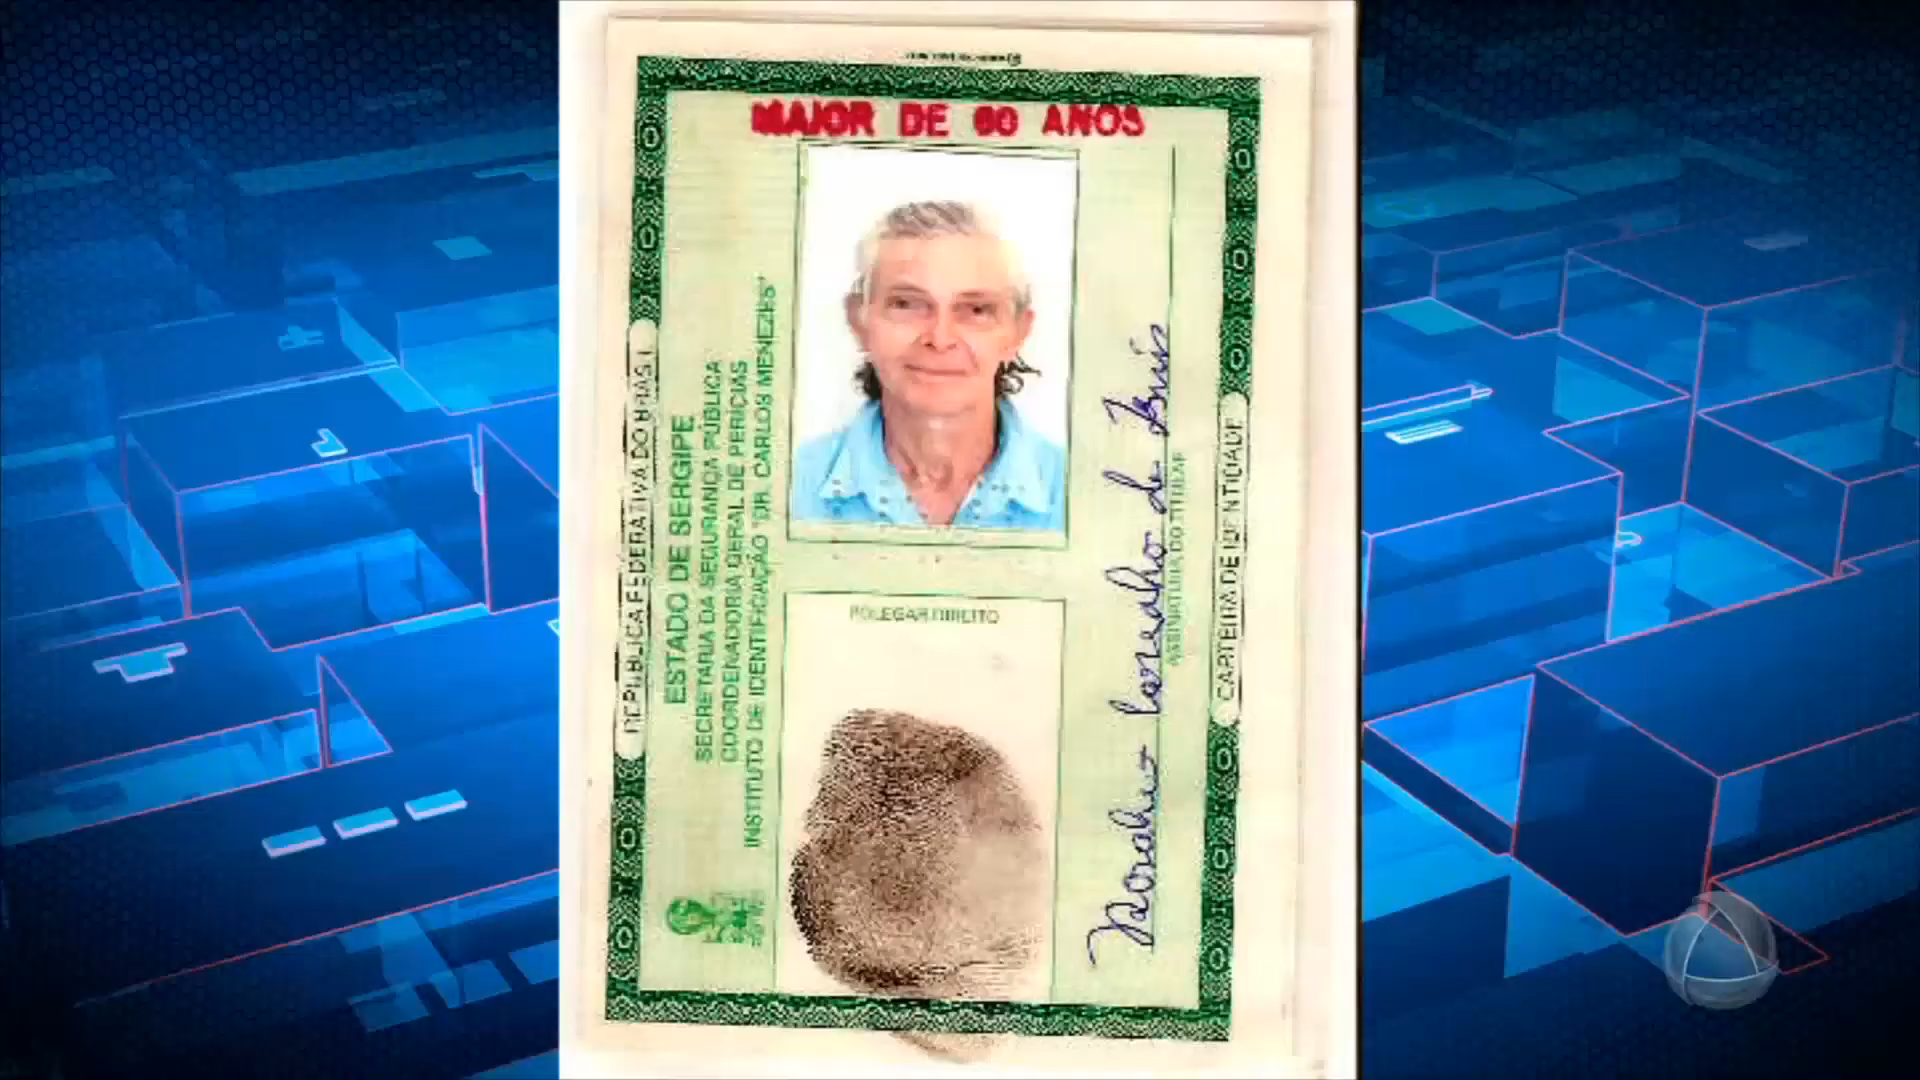 MAIOR DE 60 ANOS
REPÚBLICA FEDERATIVA DO BRASIL
ESTADO DE SERGIPE
SECRETARIA DA SEGURANÇA PÚBLICA
COORDENADORIA GERAL DE PERÍCIAS
INSTITUTO DE IDENTIFICAÇÃO "DR. CARLOS MENEZES"
POLEGAR DIREITO
ASSINATURA DO TITULAR
CARTEIRA DE IDENTIDADE